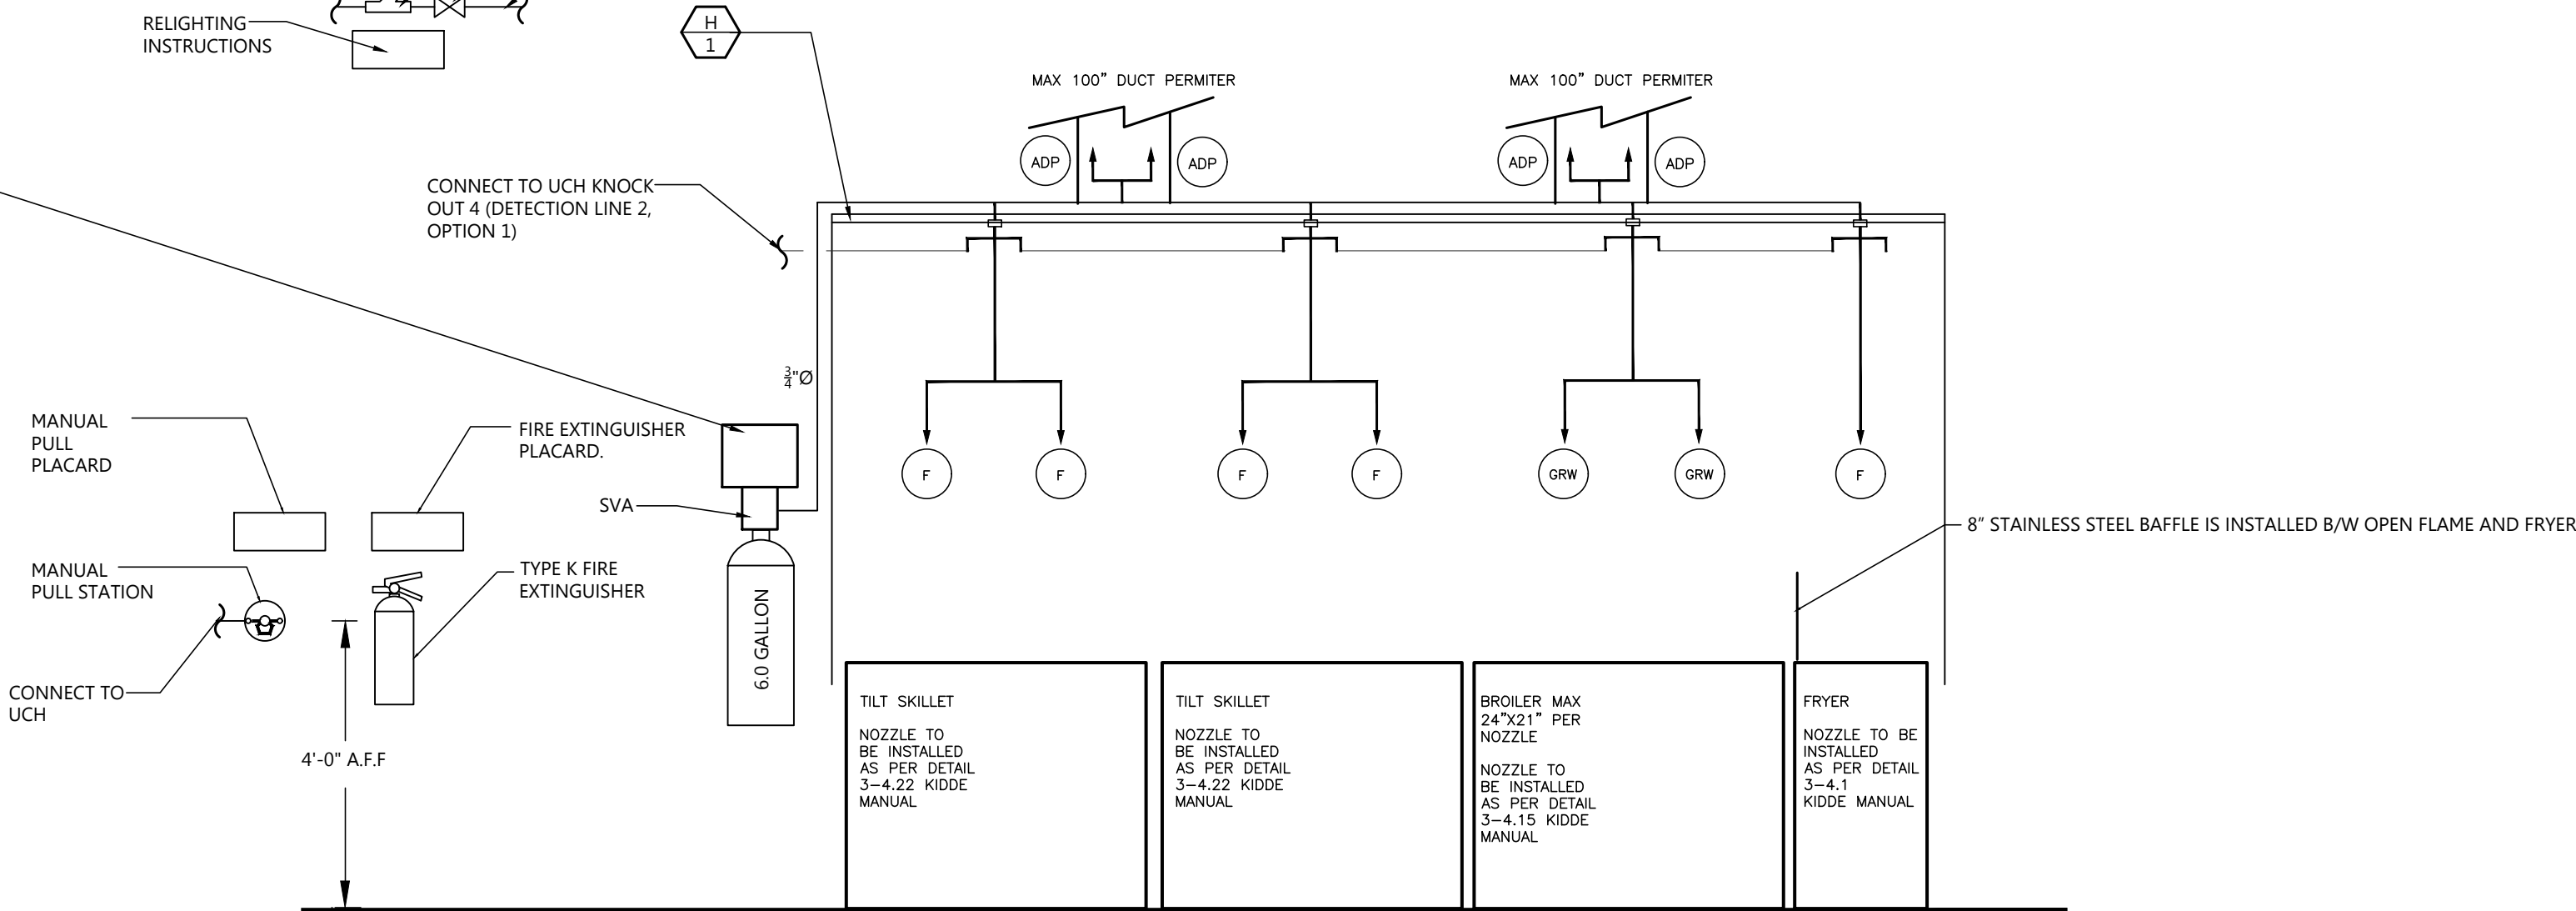 RELIGHTING
INSTRUCTIONS
H
1
MAX 100” DUCT PERMITER
MAX 100” DUCT PERMITER
ADP
ADP
ADP
ADP
CONNECT TO UCH KNOCK
OUT 4 (DETECTION LINE 2,
OPTION 1)
3/4"Ø
MANUAL
PULL
PLACARD
FIRE EXTINGUISHER
PLACARD.
SVA
F
F
F
F
GRW
GRW
F
8” STAINLESS STEEL BAFFLE IS INSTALLED B/W OPEN FLAME AND FRYER
MANUAL
PULL STATION
TYPE K FIRE
EXTINGUISHER
6.0 GALLON
CONNECT TO
UCH
4'-0" A.F.F
TILT SKILLET
NOZZLE TO
BE INSTALLED
AS PER DETAIL
3-4.22 KIDDE
MANUAL
TILT SKILLET
NOZZLE TO
BE INSTALLED
AS PER DETAIL
3-4.22 KIDDE
MANUAL
BROILER MAX
24”X21” PER
NOZZLE
NOZZLE TO
BE INSTALLED
AS PER DETAIL
3-4.15 KIDDE
MANUAL
FRYER
NOZZLE TO BE
INSTALLED
AS PER DETAIL
3-4.1
KIDDE MANUAL